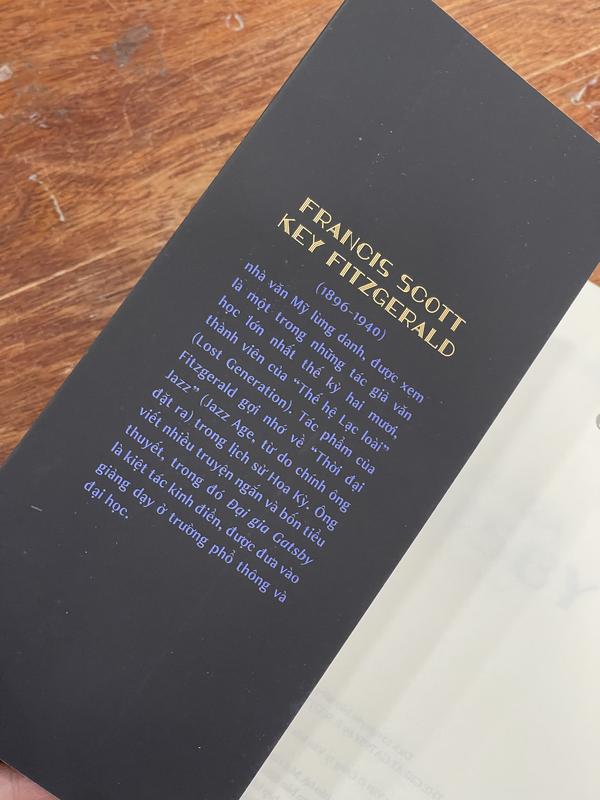 FRANCIS SCOTT
KEY FITZGERALD
(1896-1940)
nhà văn Mỹ lừng danh, được xem
là một trong những tác giả văn
học lớn nhất thế kỷ hai mươi,
thành viên của “Thế hệ Lạc loài”
(Lost Generation). Tác phẩm của
Fitzgerald gợi nhớ về “Thời đại
Jazz” (Jazz Age, từ do chính ông
đặt ra) trong lịch sử Hoa Kỳ. Ông
viết nhiều truyện ngắn và bốn tiểu
thuyết, trong đó Đại gia Gatsby
là kiệt tác kinh điển, được đưa vào
giảng dạy ở trường phổ thông và
đại học.